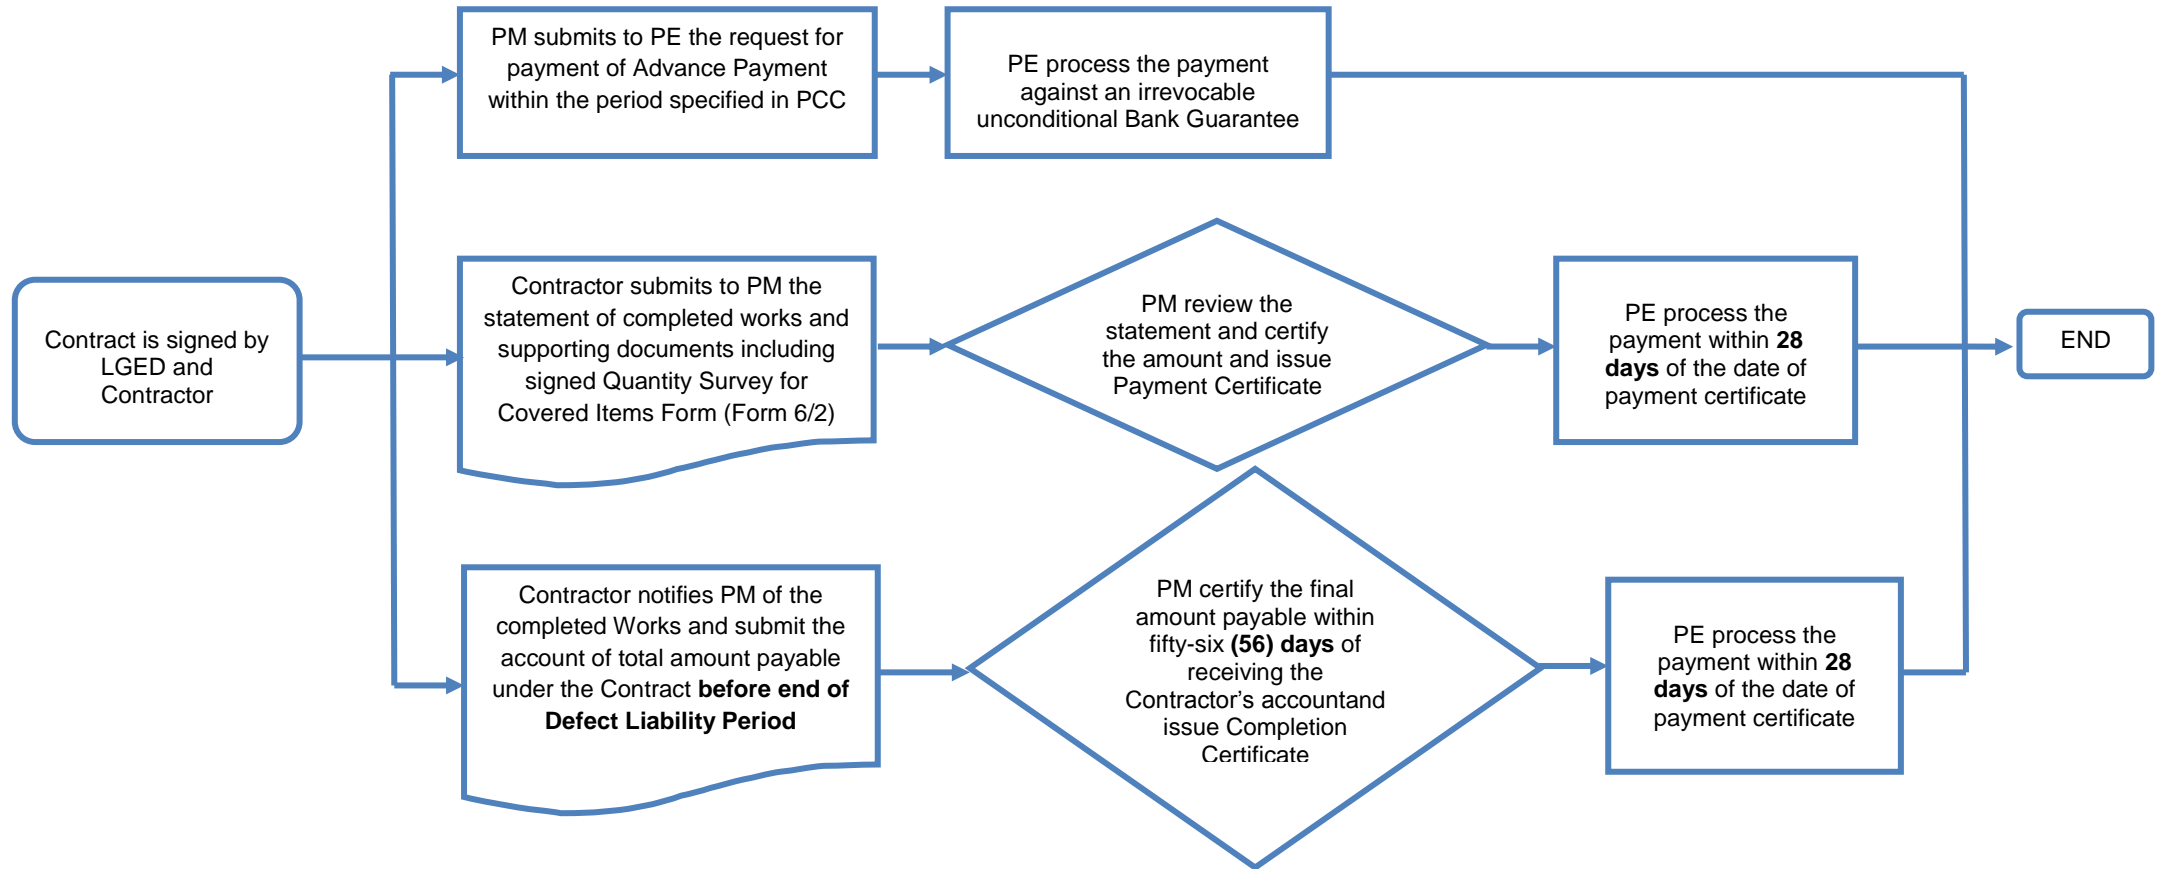 PM submits to PE the request for
payment of Advance Payment
within the period specified in PCC
PE process the payment
against an irrevocable
unconditional Bank Guarantee
Contract is signed by
LGED and
Contractor
Contractor submits to PM the
statement of completed works and
supporting documents including
signed Quantity Survey for
Covered Items Form (Form 6/2)
PM review the
statement and certify
the amount and issue
Payment Certificate
PE process the
payment within 28
days of the date of
payment certificate
END
Contractor notifies PM of the
completed Works and submit the
account of total amount payable
under the Contract before end of
Defect Liability Period
PM certify the final
amount payable within
fifty-six (56) days of
receiving the
Contractor’s accountand
issue Completion
Certificate
PE process the
payment within 28
days of the date of
payment certificate